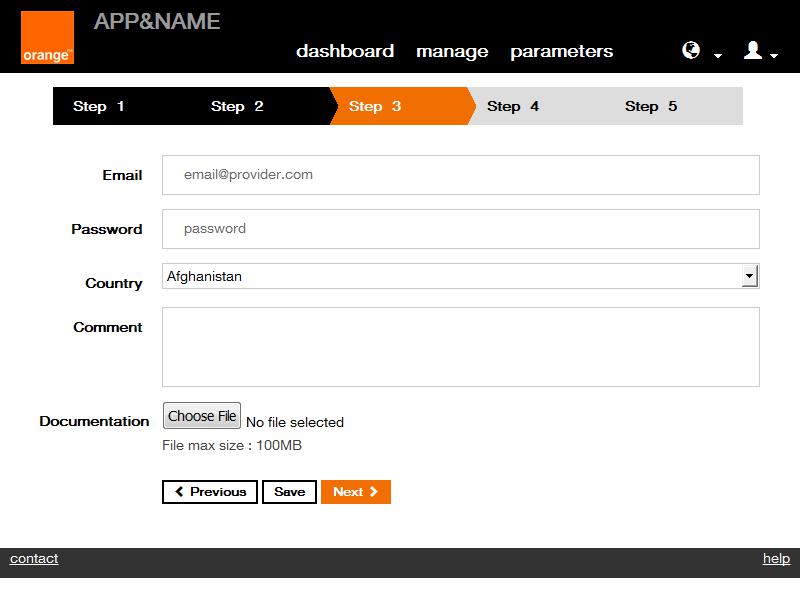 APP&NAME
orange™
dashboard manage parameters
Step 1 Step 2 Step 3 Step 4 Step 5
Email email@provider.com
Password password
Country Afghanistan
Comment
Documentation Choose File No file selected
File max size : 100MB
Previous Save Next
contact help